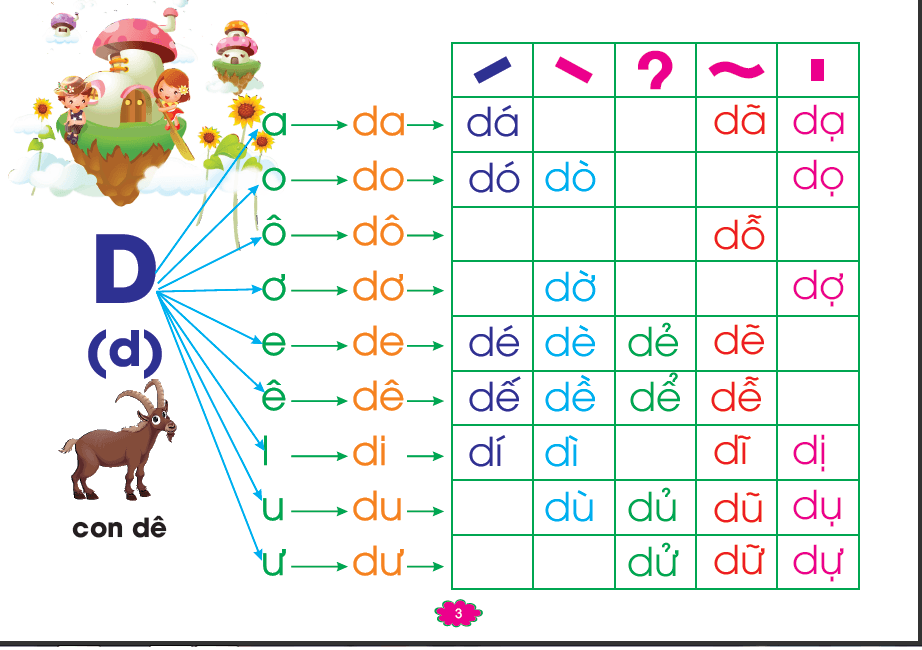 a da dá dã dạ
o do dó dò dọ
ô dô dỗ
ơ dơ dờ dợ
e de dé dè dẻ dẽ
ê dê dế dề dể dễ
I di dí dì dĩ dị
u du dù dủ dũ dụ
ư dư dử dữ dự
D
(d)
con dê
3